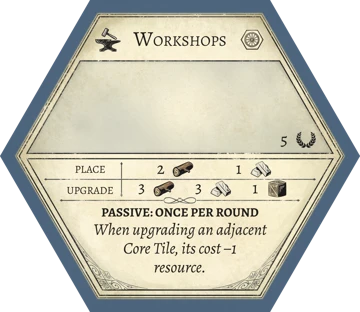 WORKSHOPS
5
PLACE 2 1
UPGRADE 3 3 1
PASSIVE: ONCE PER ROUND
When upgrading an adjacent
Core Tile, its cost –1
resource.